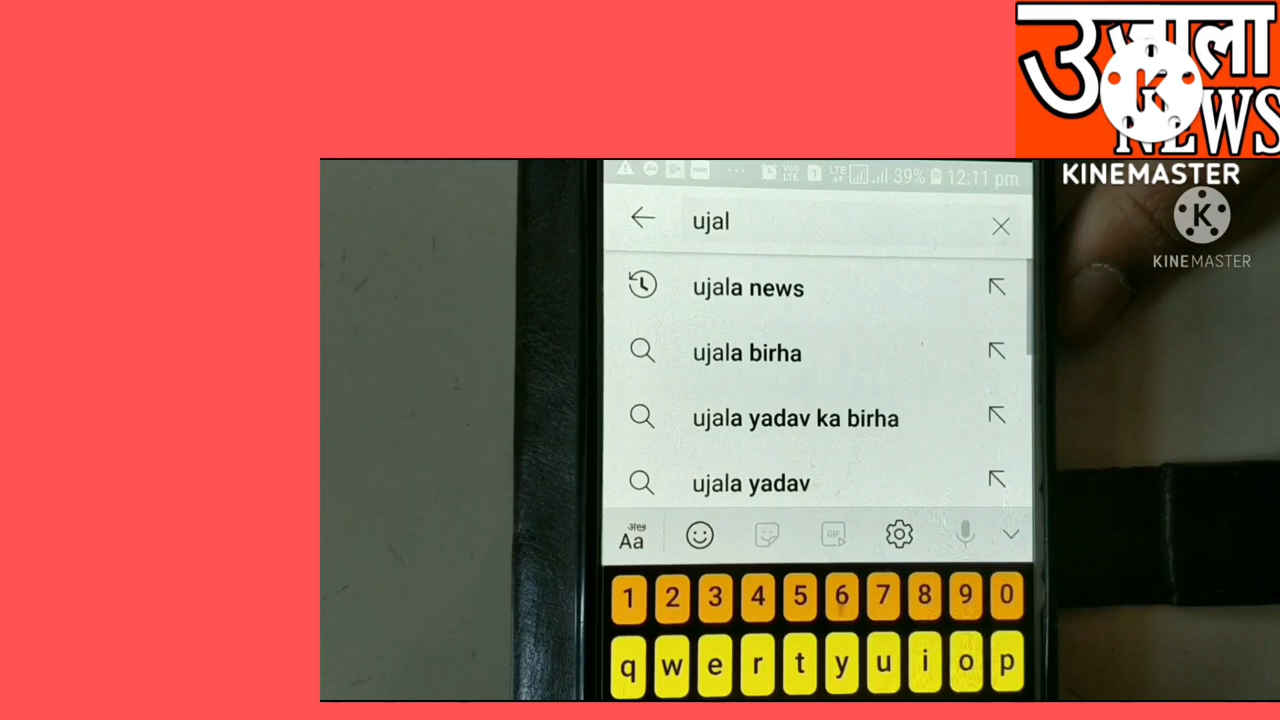 उजाला
NEWS
KINEMASTER
KINEMASTER
39% 12:11 pm
ujal
ujala news
ujala birha
ujala yadav ka birha
ujala yadav
Aa
GIF
1 2 3 4 5 6 7 8 9 0
q w e r t y u i o p